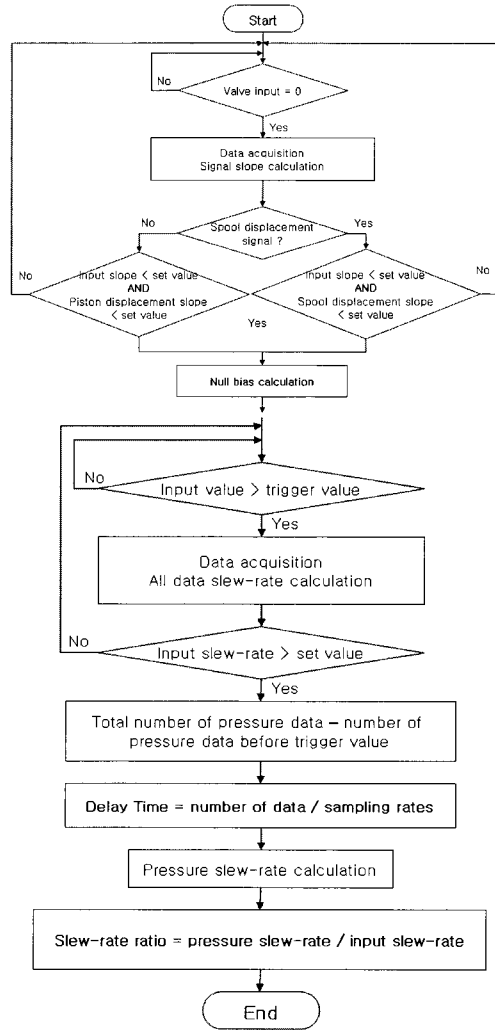 Start
No
Valve input = 0
Yes
Data acquisition
Signal slope calculation
No
Spool displacement
signal ?
Yes
No
Input slope < set value
AND
Piston displacement slope
< set value
Yes
Input slope < set value
AND
Spool displacement slope
< set value
No
Null bias calculation
No
Input value > trigger value
Yes
Data acquisition
All data slew-rate calculation
No
Input slew-rate > set value
Yes
Total number of pressure data - number of
pressure data before trigger value
Delay Time = number of data / sampling rates
Pressure slew-rate calculation
Slew-rate ratio = pressure slew-rate / input slew-rate
End